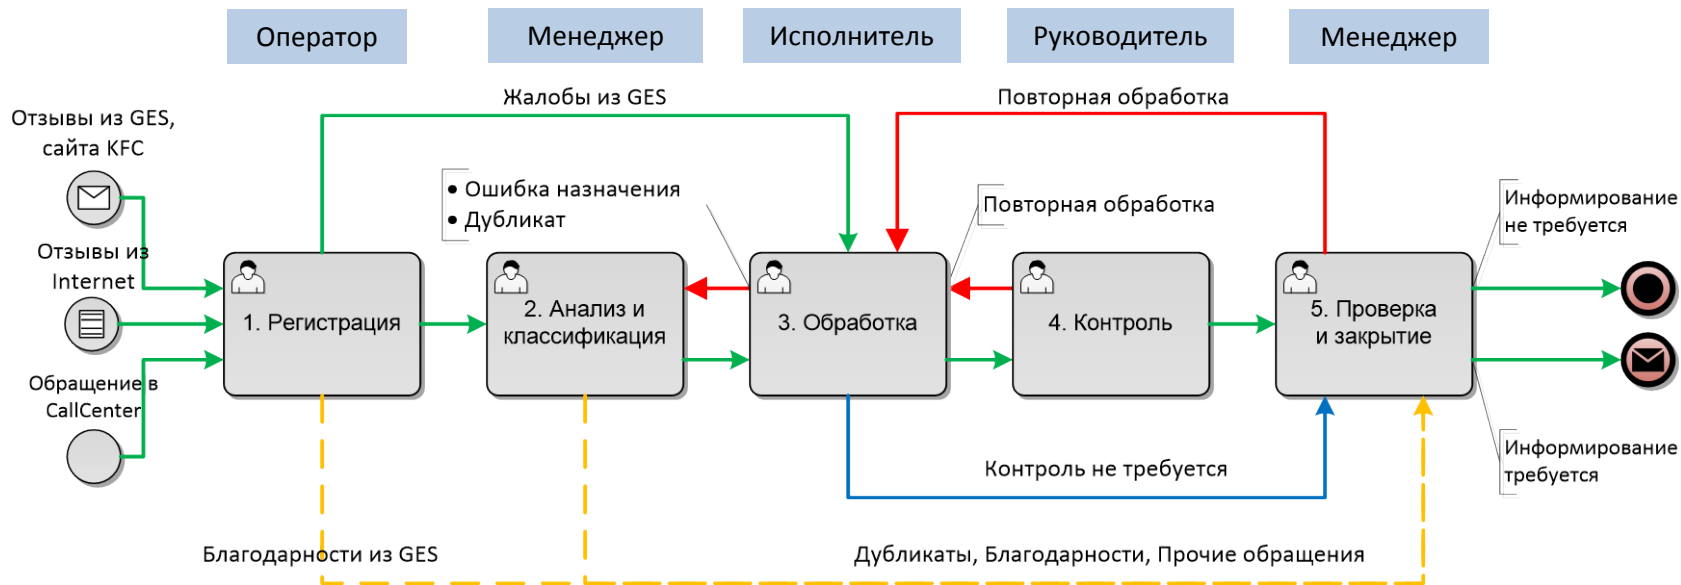 Оператор
Менеджер
Исполнитель
Руководитель
Менеджер
Жалобы из GES
Повторная обработка
Отзывы из GES,
сайта KFC
• Ошибка назначения
• Дубликат
Повторная обработка
Информирование
не требуется
Отзывы из
Internet
1. Регистрация
2. Анализ и
классификация
3. Обработка
4. Контроль
5. Проверка
и закрытие
Обращение в
CallCenter
Контроль не требуется
Информирование
требуется
Благодарности из GES
Дубликаты, Благодарности, Прочие обращения